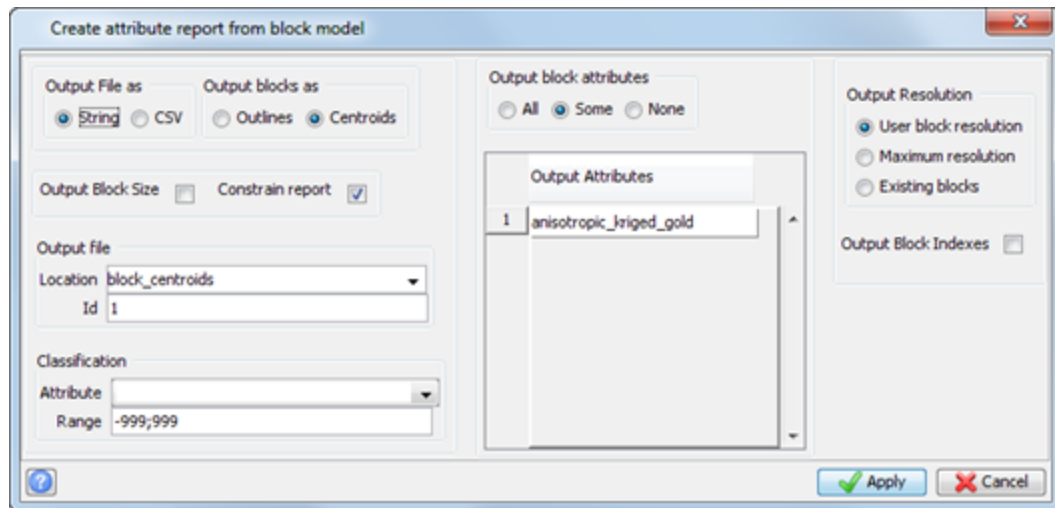 Create attribute report from block model
Output File as
String CSV
Output blocks as
Outlines Centroids
Output Block Size Constrain report
Output file
Location block_centroids
Id 1
Classification
Attribute
Range -999;999
Output block attributes
All Some None
Output Attributes
1 anisotropic_kriged_gold
Output Resolution
User block resolution
Maximum resolution
Existing blocks
Output Block Indexes
? Apply Cancel